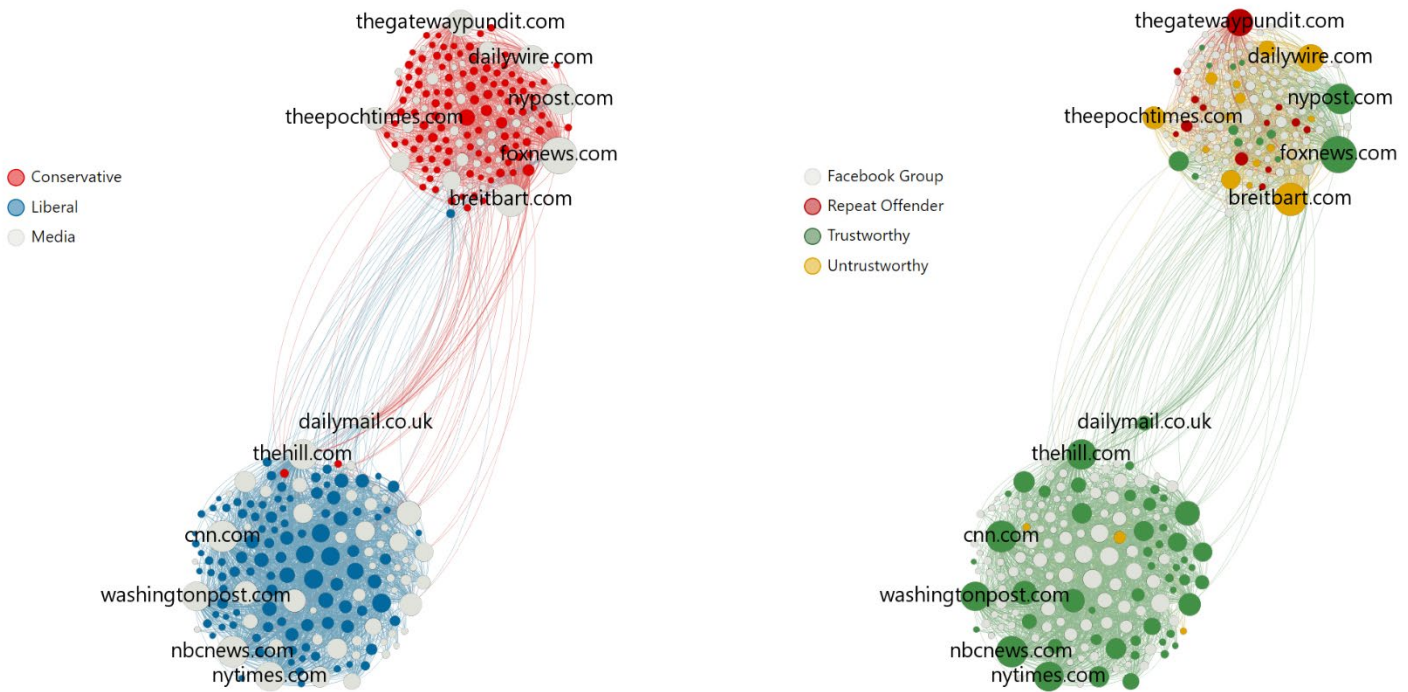 thegatewaypundit.com
dailywire.com
nypost.com
theepochtimes.com
foxnews.com
breitbart.com
Conservative
Liberal
Media
dailymail.co.uk
thehill.com
cnn.com
washingtonpost.com
nbcnews.com
nytimes.com
thegatewaypundit.com
dailywire.com
nypost.com
theepochtimes.com
foxnews.com
breitbart.com
Facebook Group
Repeat Offender
Trustworthy
Untrustworthy
dailymail.co.uk
thehill.com
cnn.com
washingtonpost.com
nbcnews.com
nytimes.com